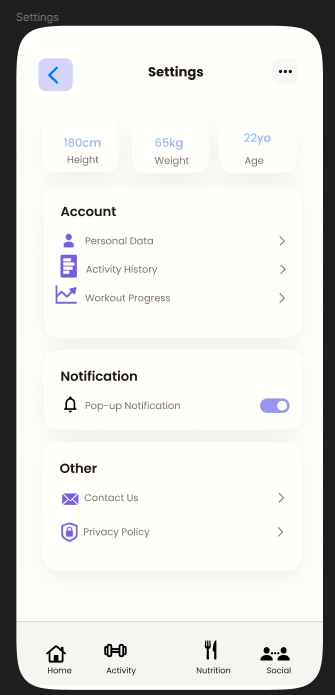 Settings
Settings
180cm
65kg
22yo
Height
Weight
Age
Account
Personal Data
Activity History
Workout Progress
Notification
Pop-up Notification
Other
Contact Us
Privacy Policy
Home
Activity
Nutrition
Social